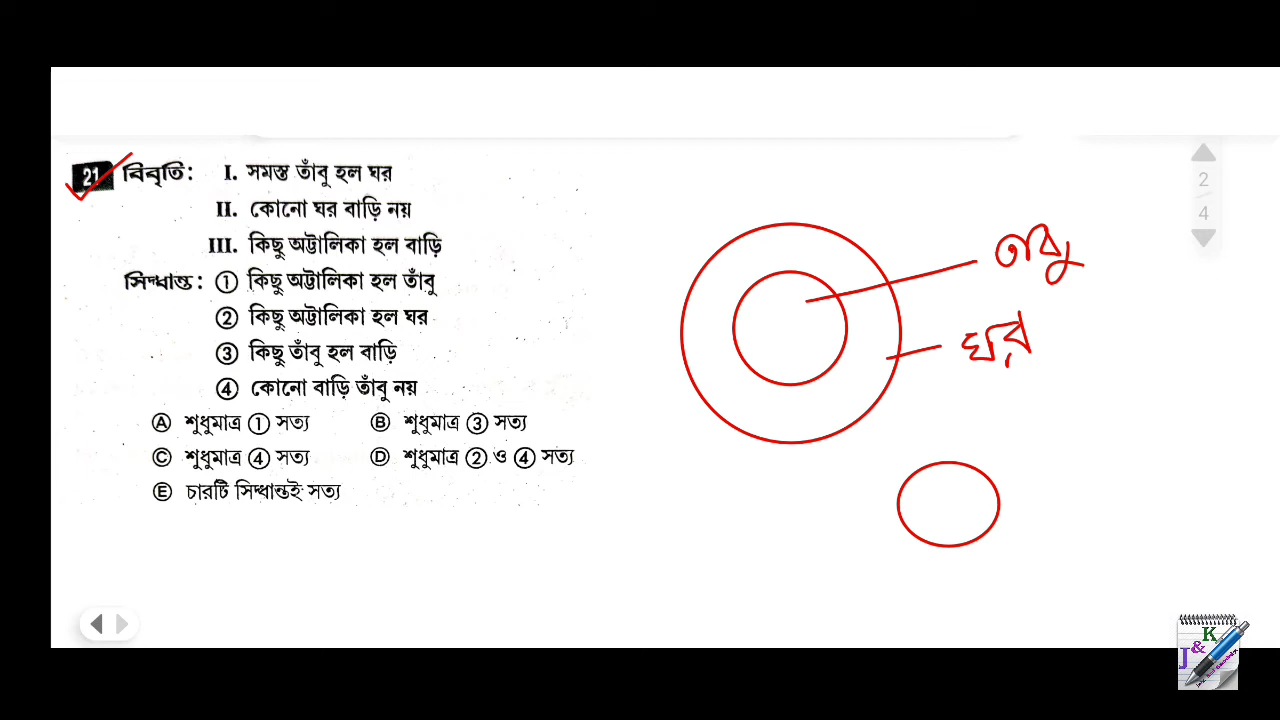 21 বিবৃতি : I. সমস্ত তাঁবু হল ঘর
II. কোনো ঘর বাড়ি নয়
III. কিছু অট্টালিকা হল বাড়ি
সিদ্ধান্ত : ① কিছু অট্টালিকা হল তাঁবু
② কিছু অট্টালিকা হল ঘর
③ কিছু তাঁবু হল বাড়ি
④ কোনো বাড়ি তাঁবু নয়
Ⓐ শুধুমাত্র ① সত্য Ⓑ শুধুমাত্র ③ সত্য
Ⓒ শুধুমাত্র ④ সত্য Ⓓ শুধুমাত্র ② ও ④ সত্য
Ⓔ চারটি সিদ্ধান্তই সত্য
তাবু
ঘর
2
4
J&K